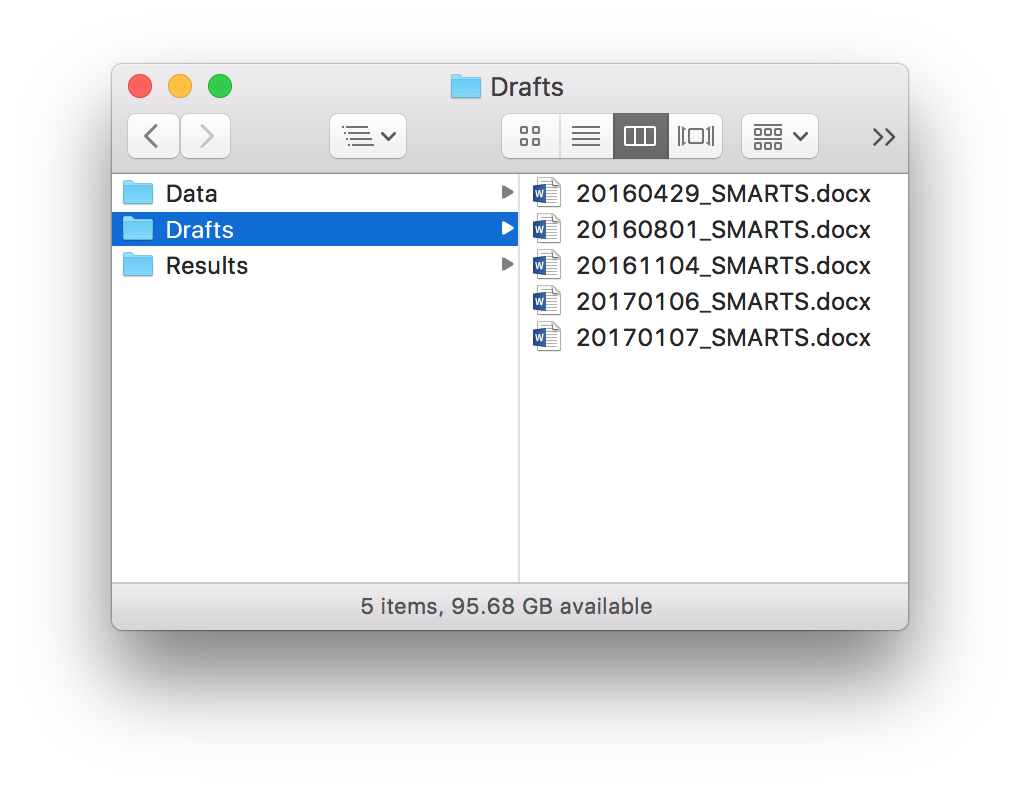 Drafts
Data
Drafts
Results
20160429_SMARTS.docx
20160801_SMARTS.docx
20161104_SMARTS.docx
20170106_SMARTS.docx
20170107_SMARTS.docx
5 items, 95.68 GB available